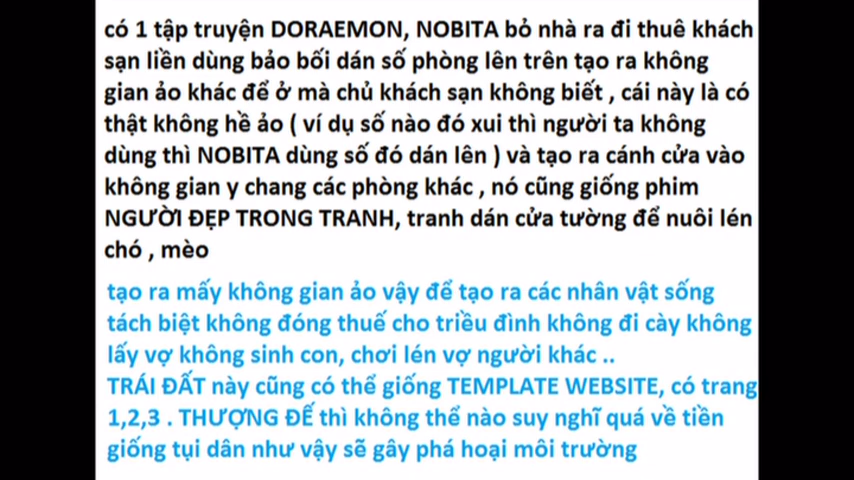 có 1 tập truyện DORAEMON, NOBITA bỏ nhà ra đi thuê khách
sạn liền dùng bảo bối dán số phòng lên trên tạo ra không
gian ảo khác để ở mà chủ khách sạn không biết , cái này là có
thật không hề ảo ( ví dụ số nào đó xui thì người ta không
dùng thì NOBITA dùng số đó dán lên ) và tạo ra cánh cửa vào
không gian y chang các phòng khác , nó cũng giống phim
NGƯỜI ĐẸP TRONG TRANH, tranh dán cửa tường để nuôi lén
chó , mèo
tạo ra mấy không gian ảo vậy để tạo ra các nhân vật sống
tách biệt không đóng thuế cho triều đình không đi cày không
lấy vợ không sinh con, chơi lén vợ người khác ..
TRÁI ĐẤT này cũng có thể giống TEMPLATE WEBSITE, có trang
1,2,3 . THƯỢNG ĐẾ thì không thể nào suy nghĩ quá về tiền
giống tụi dân như vậy sẽ gây phá hoại môi trường